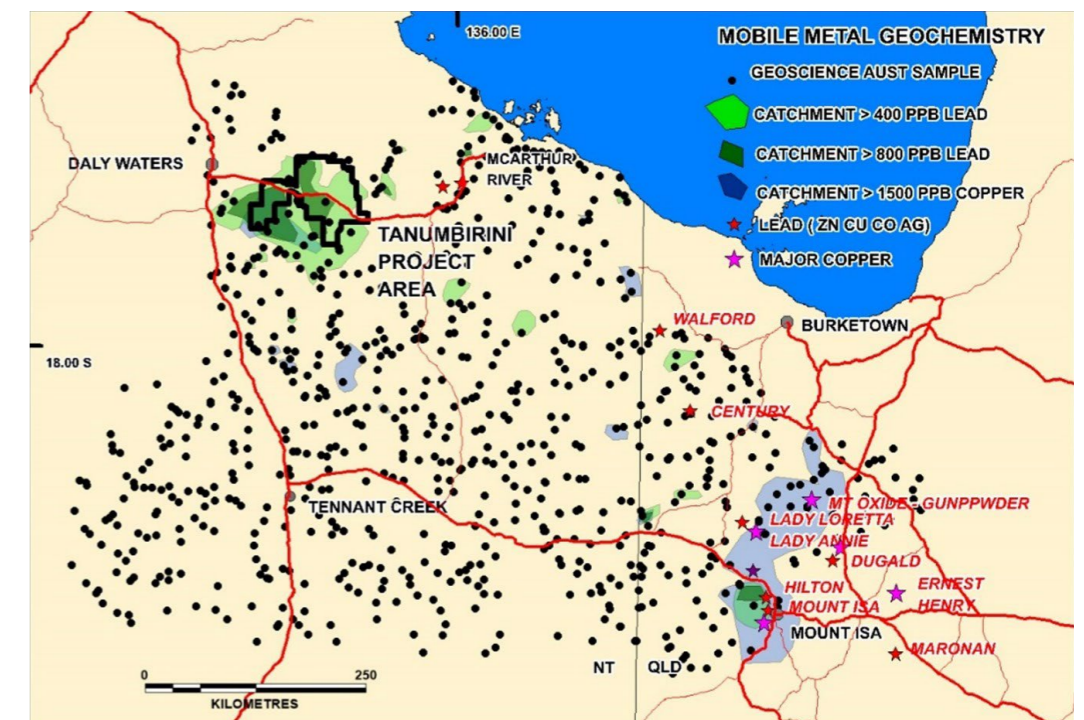 136.00 E
MOBILE METAL GEOCHEMISTRY
GEOSCIENCE AUST SAMPLE
CATCHMENT > 400 PPB LEAD
CATCHMENT > 800 PPB LEAD
CATCHMENT > 1500 PPB COPPER
LEAD ( ZN CU CO AG)
MAJOR COPPER
DALY WATERS
MCARTHUR
RIVER
TANUMBIRINI
PROJECT
AREA
WALFORD
BURKETOWN
18.00 S
CENTURY
TENNANT CREEK
MT OXIDE - GUNPPWDER
LADY LORETTA
LADY ANNIE
DUGALD
HILTON
ERNEST
HENRY
MOUNT ISA
MOUNT ISA
MARONAN
NT
QLD
0
250
KILOMETRES